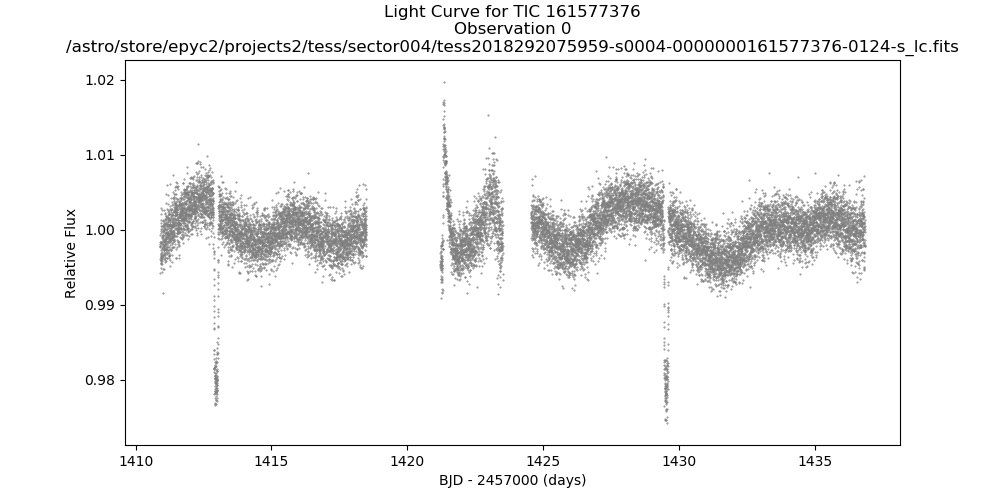 Light Curve for TIC 161577376
Observation 0
/astro/store/epyc2/projects2/tess/sector004/tess2018292075959-s0004-0000000161577376-0124-s_lc.fits
1.02
1.01
1.00
0.99
0.98
Relative Flux
1410
1415
1420
1425
1430
1435
BJD - 2457000 (days)